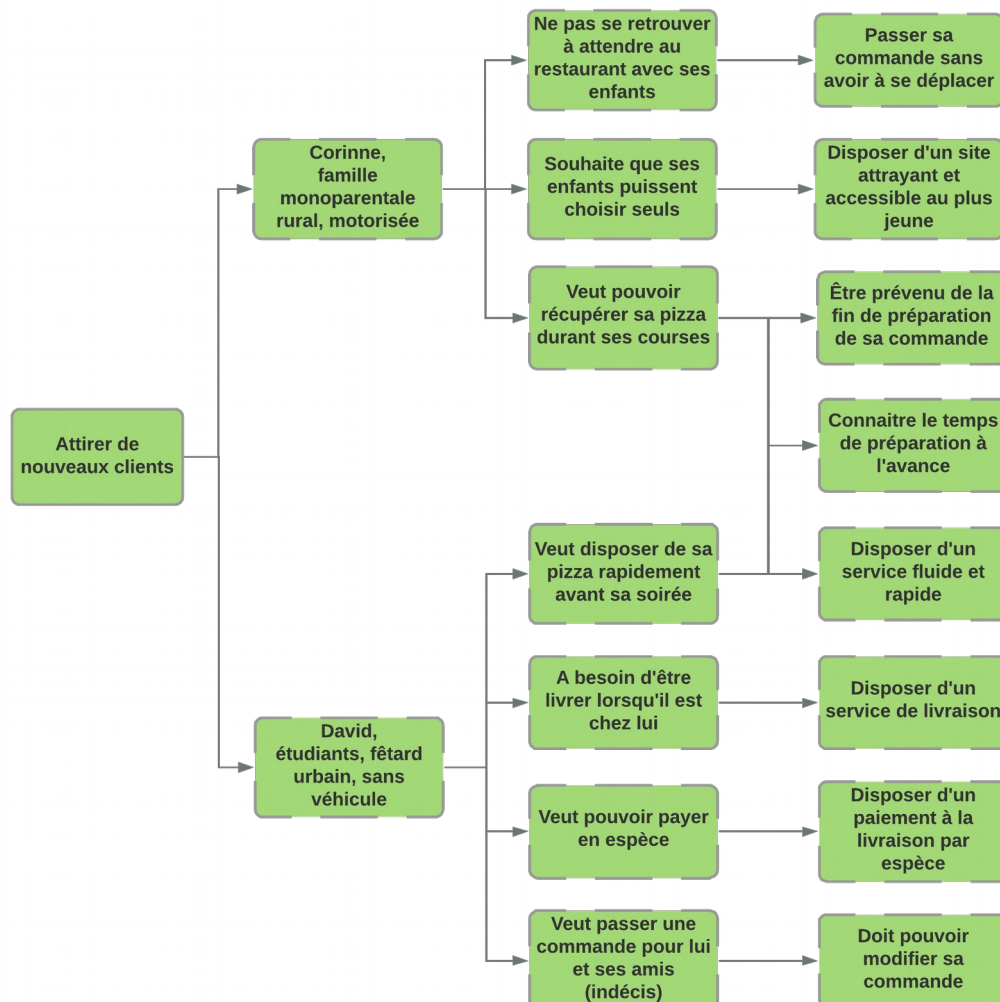 Ne pas se retrouver
à attendre au
restaurant avec ses
enfants
Passer sa
commande sans
avoir à se déplacer
Corinne,
famille
monoparentale
rural, motorisée
Souhaite que ses
enfants puissent
choisir seuls
Disposer d'un site
attrayant et
accessible au plus
jeune
Veut pouvoir
récupérer sa pizza
durant ses courses
Être prévenu de la
fin de préparation
de sa commande
Attirer de
nouveaux clients
Connaitre le temps
de préparation à
l'avance
Veut disposer de sa
pizza rapidement
avant sa soirée
Disposer d'un
service fluide et
rapide
A besoin d'être
livrer lorsqu'il est
chez lui
Disposer d'un
service de livraison
David,
étudiants, fêtard
urbain, sans
véhicule
Veut pouvoir payer
en espèce
Disposer d'un
paiement à la
livraison par
espèce
Veut passer une
commande pour lui
et ses amis
(indécis)
Doit pouvoir
modifier sa
commande